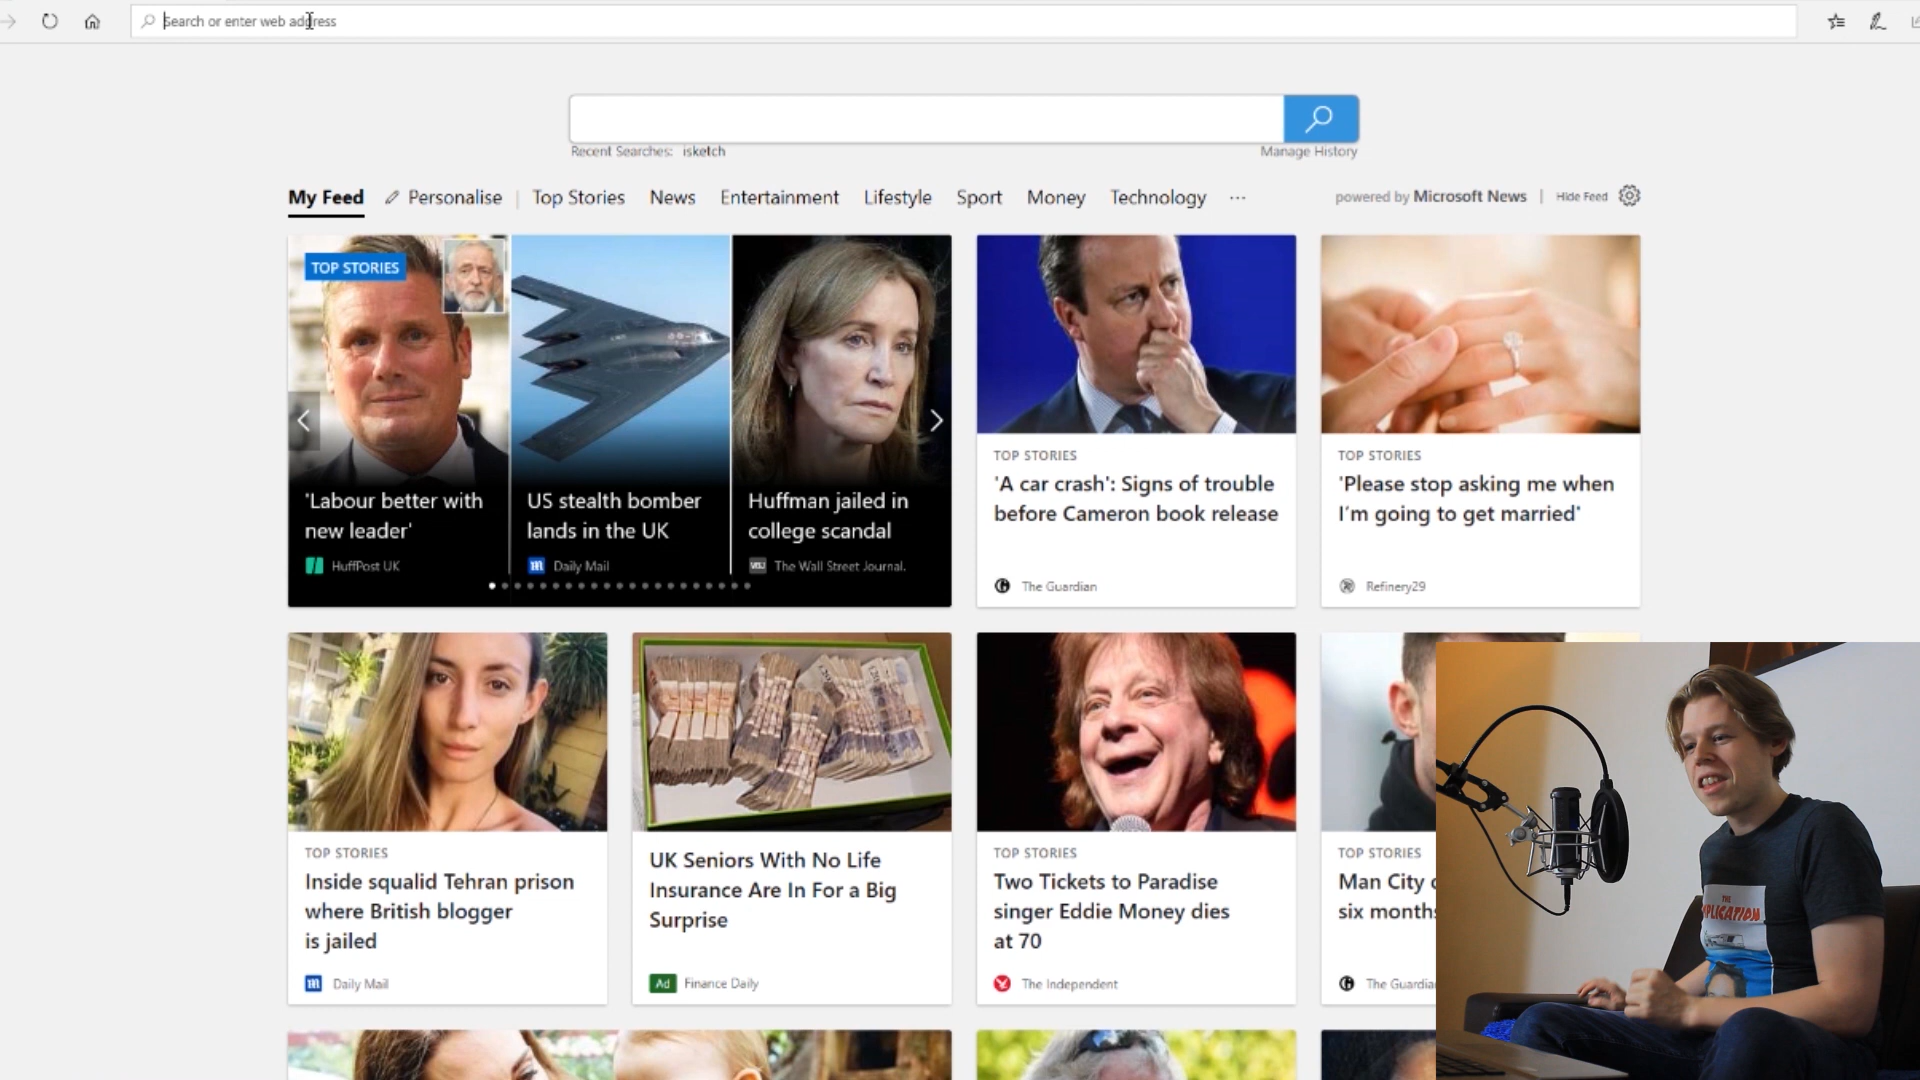 Search or enter web address
Recent Searches: isketch
Manage History
My Feed
Personalise
Top Stories
News
Entertainment
Lifestyle
Sport
Money
Technology
···
powered by Microsoft News
Hide Feed
TOP STORIES
'Labour better with
new leader'
HuffPost UK
US stealth bomber
lands in the UK
Daily Mail
Huffman jailed in
college scandal
WSJ The Wall Street Journal.
TOP STORIES
'A car crash': Signs of trouble
before Cameron book release
The Guardian
TOP STORIES
'Please stop asking me when
I'm going to get married'
Refinery29
TOP STORIES
Inside squalid Tehran prison
where British blogger
is jailed
Daily Mail
UK Seniors With No Life
Insurance Are In For a Big
Surprise
Ad Finance Daily
TOP STORIES
Two Tickets to Paradise
singer Eddie Money dies
at 70
The Independent
TOP STORIES
Man City
six months
The Guardia
THE
PLICATION